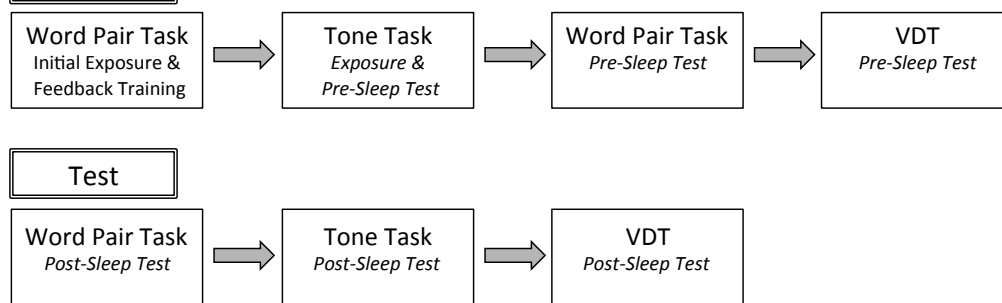 Word Pair Task
Initial Exposure &
Feedback Training
Tone Task
Exposure &
Pre-Sleep Test
Word Pair Task
Pre-Sleep Test
VDT
Pre-Sleep Test
Test
Word Pair Task
Post-Sleep Test
Tone Task
Post-Sleep Test
VDT
Post-Sleep Test